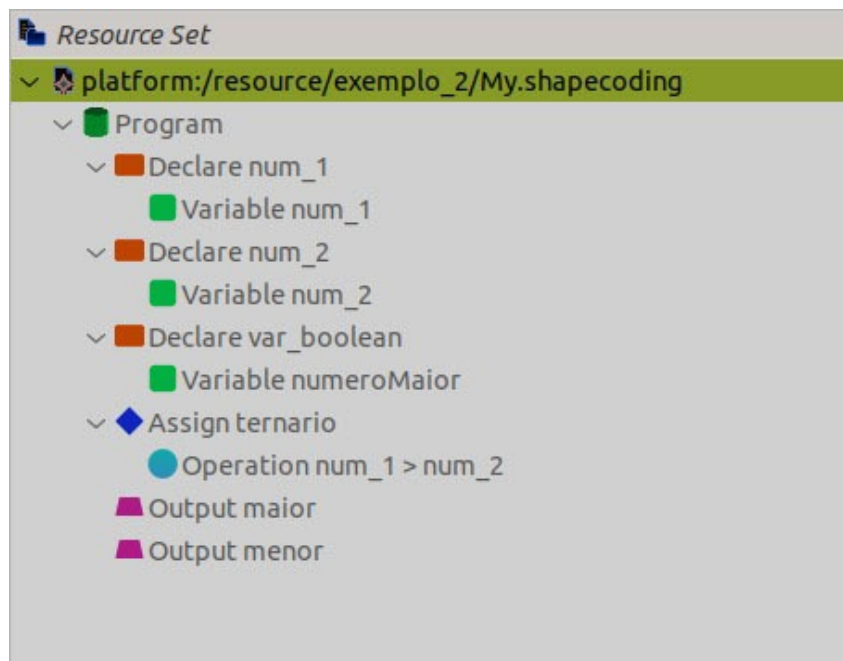 Resource Set
platform:/resource/exemplo_2/My.shapecoding
Program
Declare num_1
Variable num_1
Declare num_2
Variable num_2
Declare var_boolean
Variable numeroMaior
Assign ternario
Operation num_1 > num_2
Output maior
Output menor